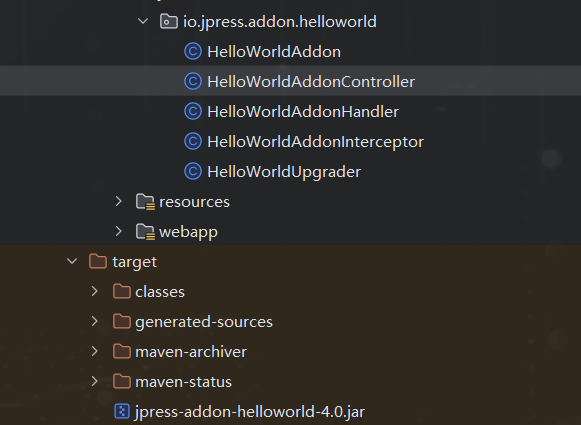 io.jpress.addon.helloworld
HelloWorldAddon
HelloWorldAddonController
HelloWorldAddonHandler
HelloWorldAddonInterceptor
HelloWorldUpgrader
resources
webapp
target
classes
generated-sources
maven-archiver
maven-status
jpress-addon-helloworld-4.0.jar